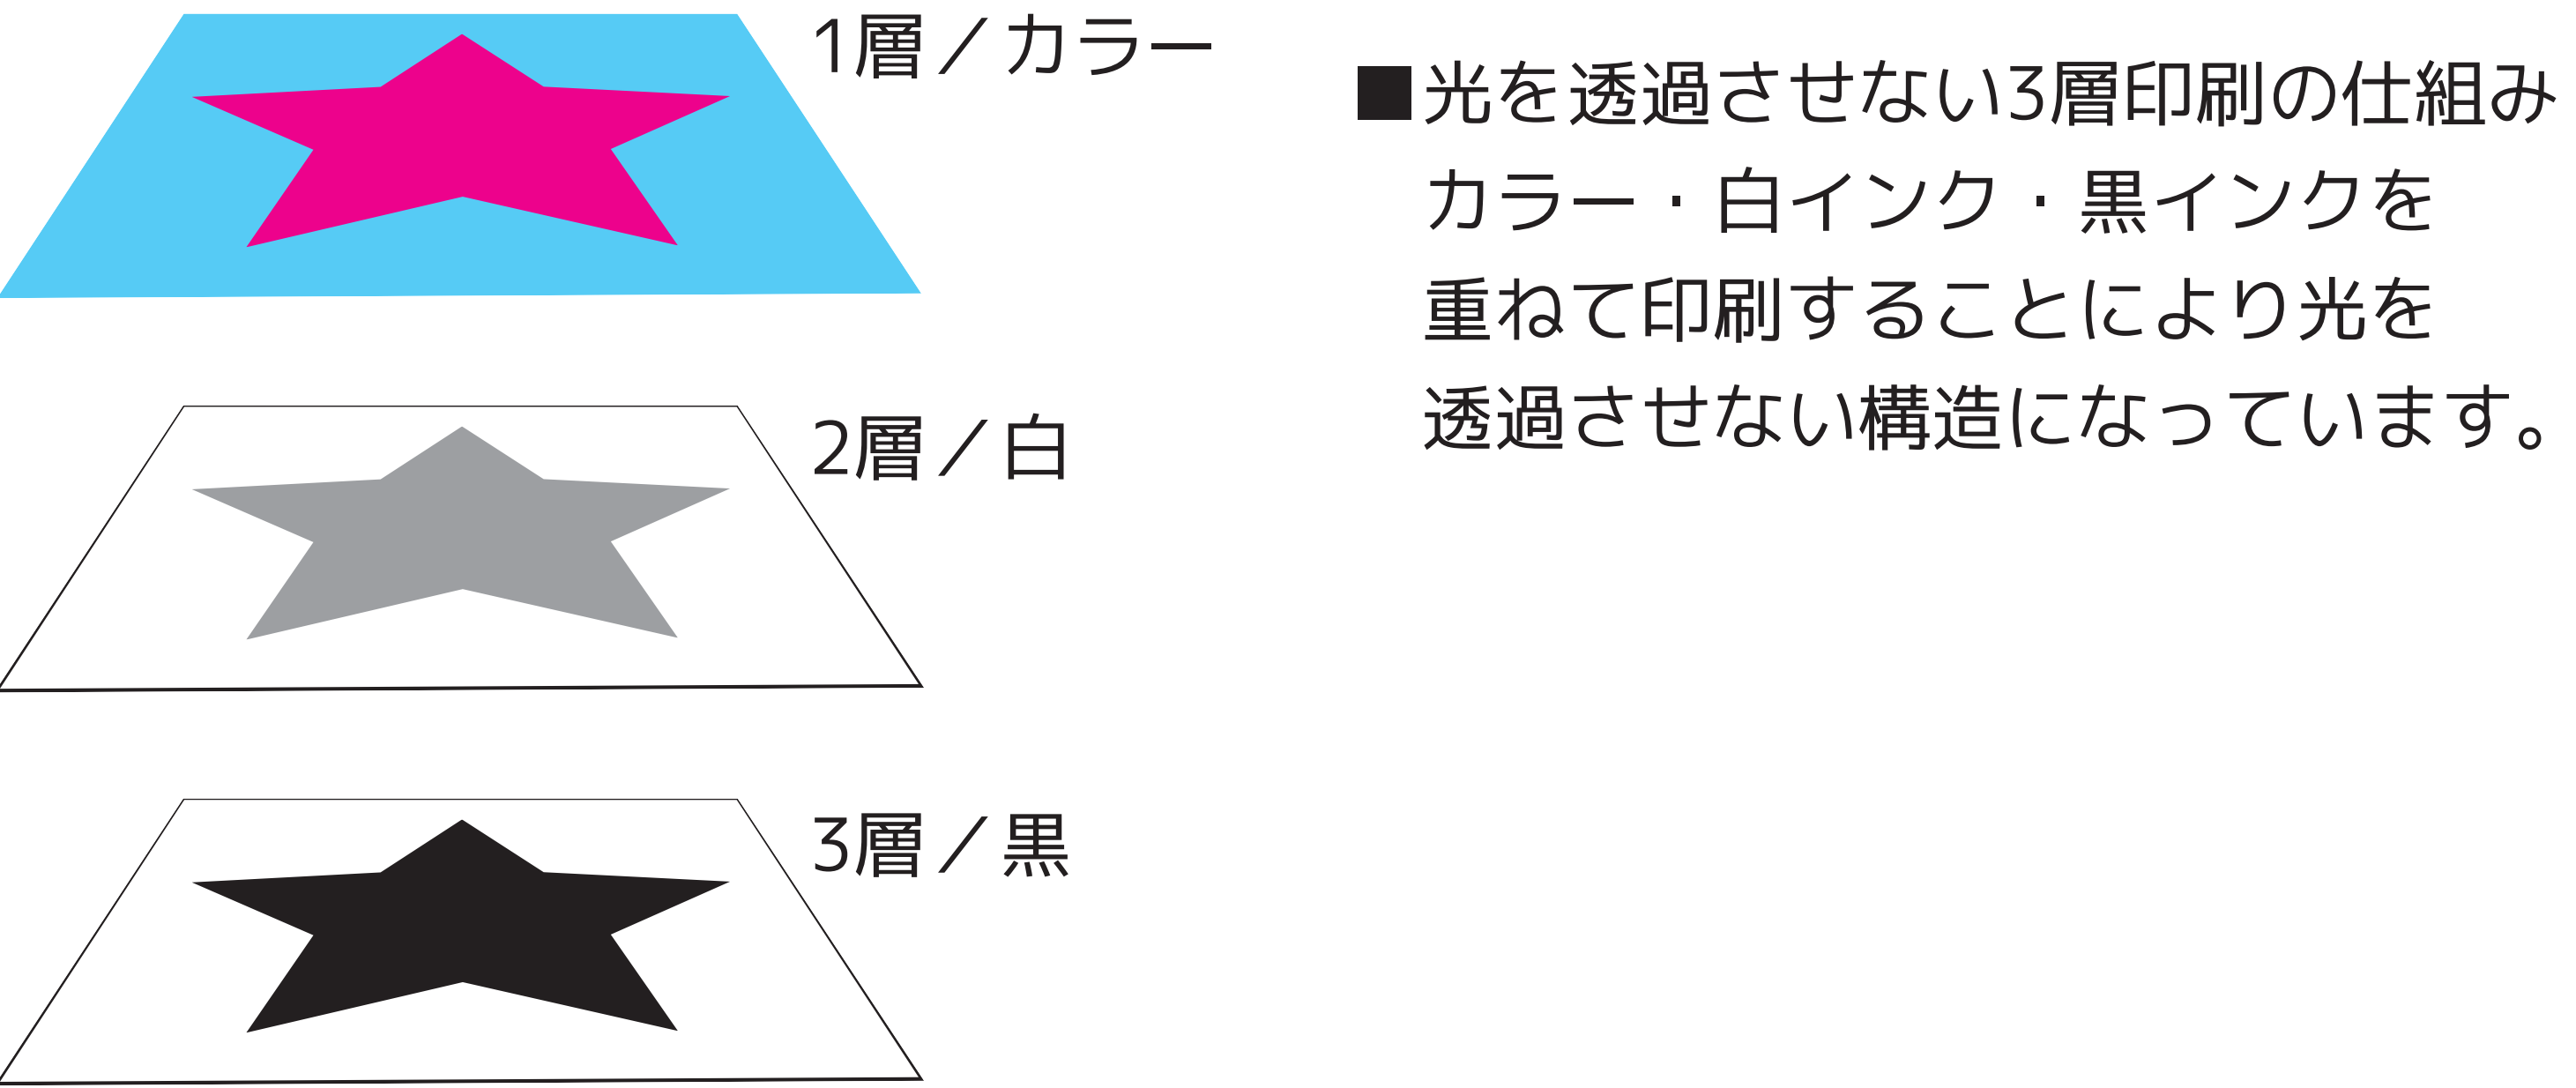 1層／カラー
2層／白
3層／黒
■光を透過させない3層印刷の仕組み
カラー・白インク・黒インクを
重ねて印刷することにより光を
透過させない構造になっています。